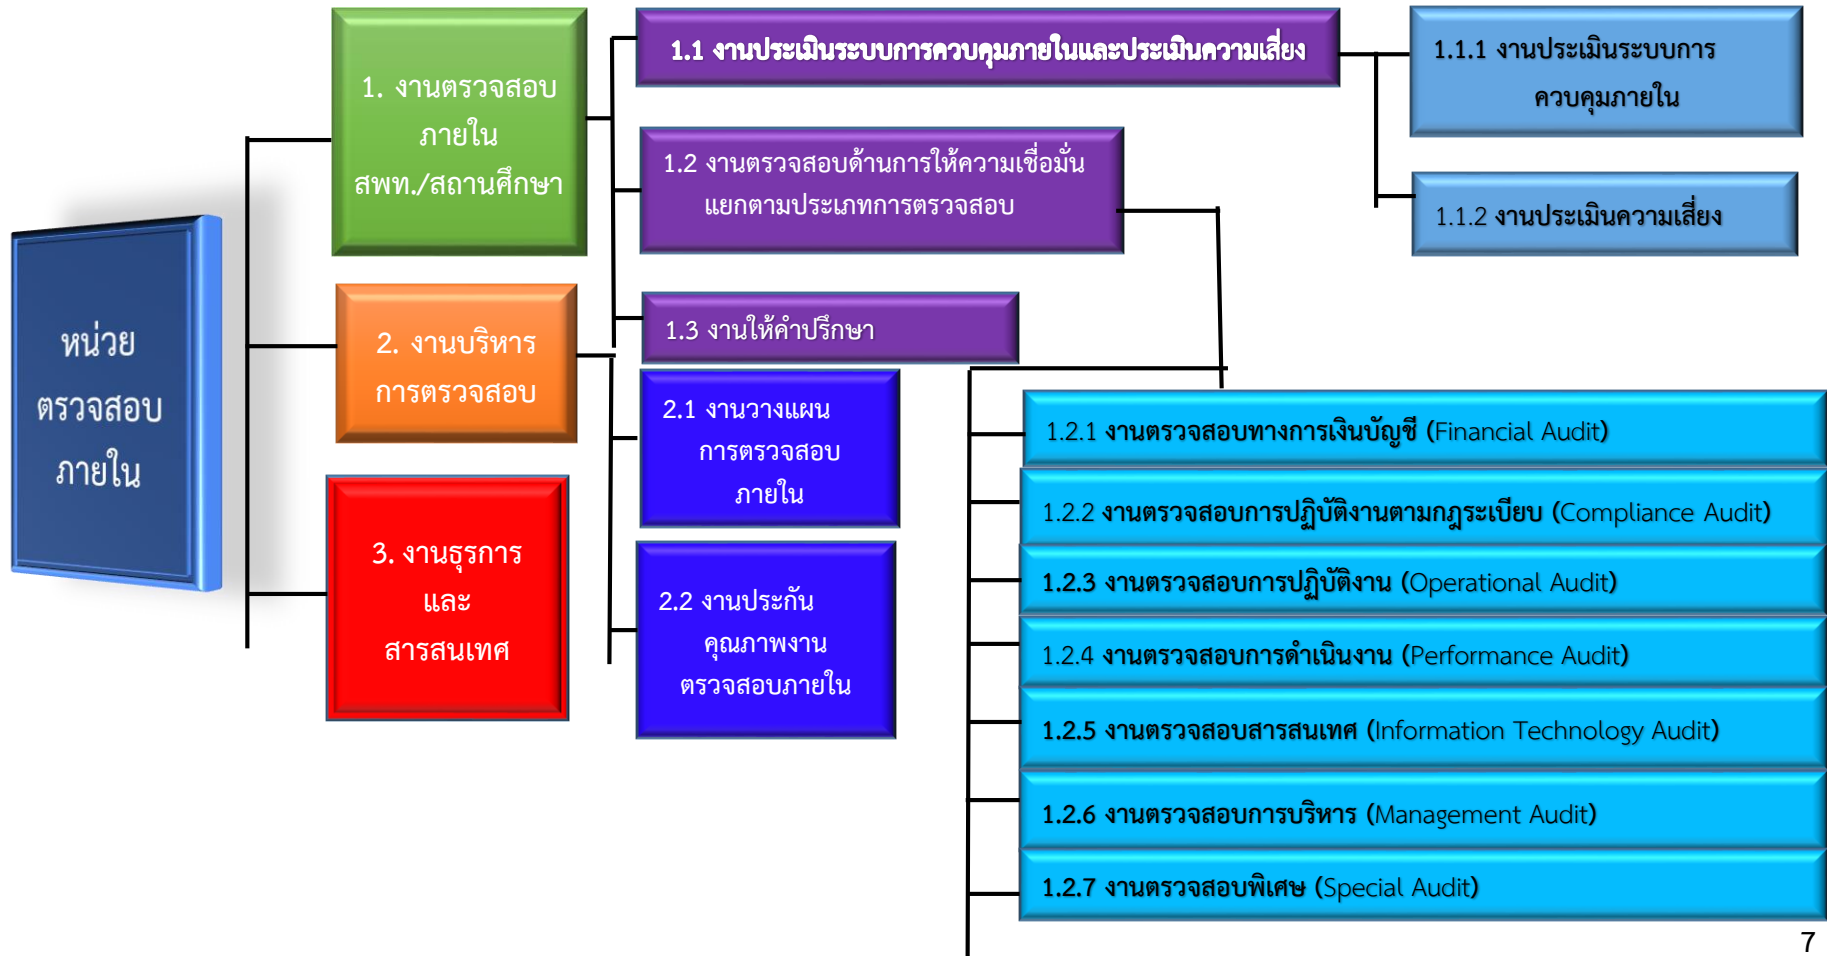 หน่วย
ตรวจสอบ
ภายใน
1. งานตรวจสอบ
ภายใน
สพท./สถานศึกษา
1.1 งานประเมินระบบการควบคุมภายในและประเมินความเสี่ยง
1.1.1 งานประเมินระบบการ
ควบคุมภายใน
1.1.2 งานประเมินความเสี่ยง
1.2 งานตรวจสอบด้านการให้ความเชื่อมั่น
แยกตามประเภทการตรวจสอบ
1.2.1 งานตรวจสอบทางการเงินบัญชี (Financial Audit)
1.2.2 งานตรวจสอบการปฏิบัติงานตามกฎระเบียบ (Compliance Audit)
1.2.3 งานตรวจสอบการปฏิบัติงาน (Operational Audit)
1.2.4 งานตรวจสอบการดำเนินงาน (Performance Audit)
1.2.5 งานตรวจสอบสารสนเทศ (Information Technology Audit)
1.2.6 งานตรวจสอบการบริหาร (Management Audit)
1.2.7 งานตรวจสอบพิเศษ (Special Audit)
1.3 งานให้คำปรึกษา
2. งานบริหาร
การตรวจสอบ
2.1 งานวางแผน
การตรวจสอบ
ภายใน
2.2 งานประกัน
คุณภาพงาน
ตรวจสอบภายใน
3. งานธุรการ
และ
สารสนเทศ
7